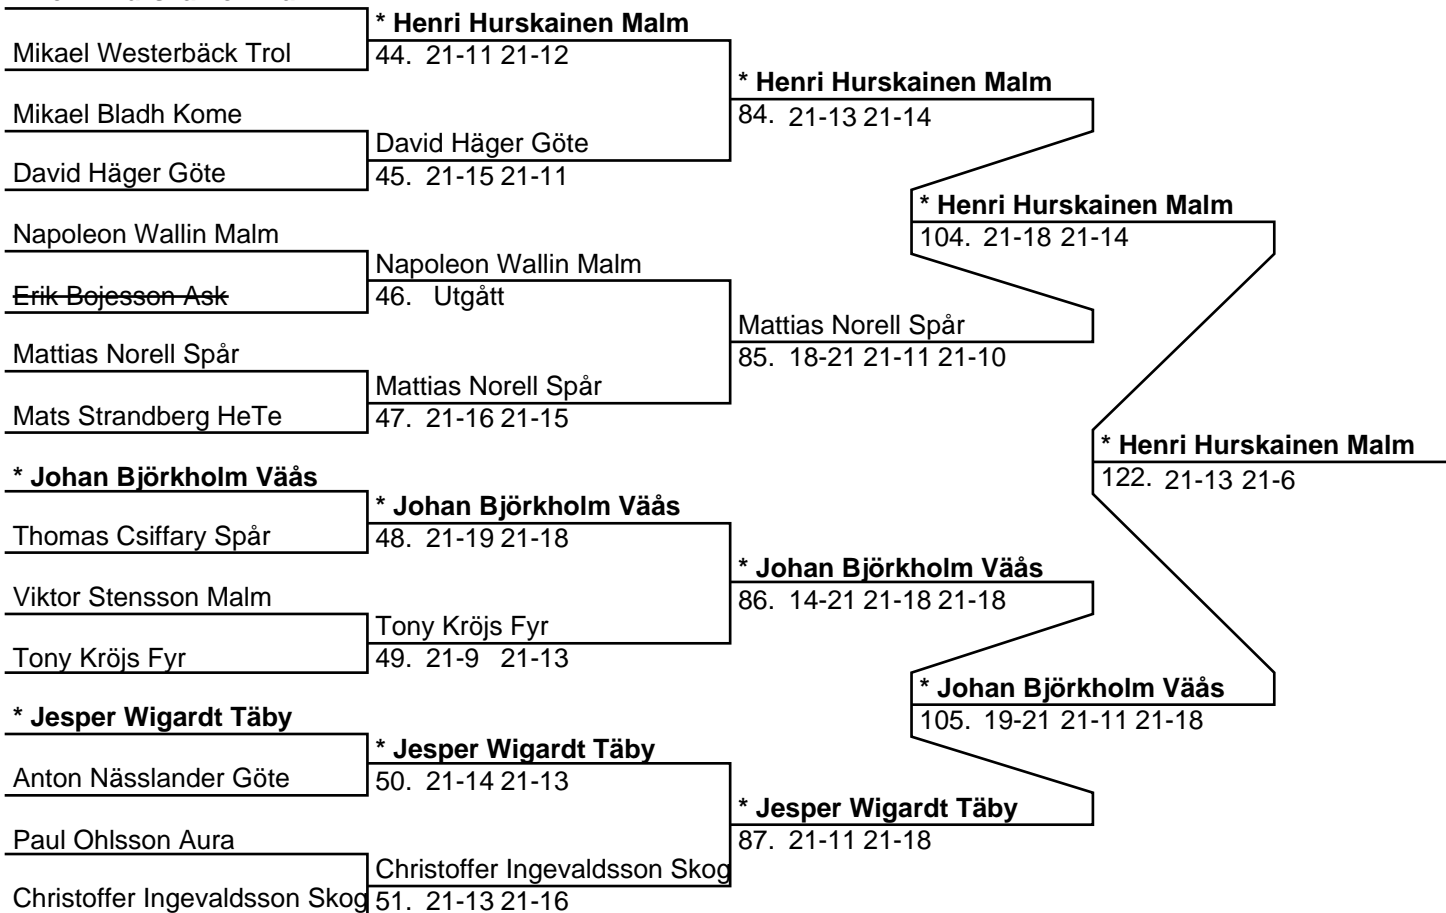 * Henri Hurskainen Malm
Mikael Westerbäck Trol
44. 21-11 21-12
* Henri Hurskainen Malm
Mikael Bladh Kome
84. 21-13 21-14
David Häger Göte
David Häger Göte
45. 21-15 21-11
* Henri Hurskainen Malm
Napoleon Wallin Malm
104. 21-18 21-14
Napoleon Wallin Malm
Erik Bojesson Ask
46. Utgått
Mattias Norell Spår
Mattias Norell Spår
85. 18-21 21-11 21-10
Mattias Norell Spår
Mats Strandberg HeTe
47. 21-16 21-15
* Henri Hurskainen Malm
* Johan Björkholm Väås
122. 21-13 21-6
* Johan Björkholm Väås
Thomas Csiffary Spår
48. 21-19 21-18
* Johan Björkholm Väås
Viktor Stensson Malm
86. 14-21 21-18 21-18
Tony Kröjs Fyr
Tony Kröjs Fyr
49. 21-9 21-13
* Johan Björkholm Väås
* Jesper Wigardt Täby
105. 19-21 21-11 21-18
* Jesper Wigardt Täby
Anton Nässlander Göte
50. 21-14 21-13
* Jesper Wigardt Täby
Paul Ohlsson Aura
87. 21-11 21-18
Christoffer Ingevaldsson Skog
Christoffer Ingevaldsson Skog
51. 21-13 21-16